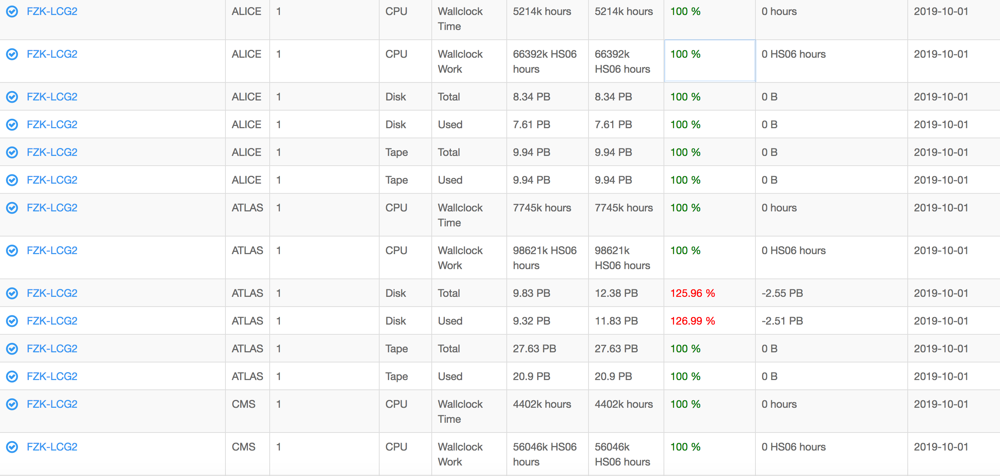 FZK-LCG2 ALICE 1 CPU Wallclock 5214k hours 5214k hours 100 % 0 hours 2019-10-01
Time
FZK-LCG2 ALICE 1 CPU Wallclock 66392k HS06 66392k 100 % 0 HS06 hours 2019-10-01
Work hours HS06 hours
FZK-LCG2 ALICE 1 Disk Total 8.34 PB 8.34 PB 100 % 0 B 2019-10-01
FZK-LCG2 ALICE 1 Disk Used 7.61 PB 7.61 PB 100 % 0 B 2019-10-01
FZK-LCG2 ALICE 1 Tape Total 9.94 PB 9.94 PB 100 % 0 B 2019-10-01
FZK-LCG2 ALICE 1 Tape Used 9.94 PB 9.94 PB 100 % 0 B 2019-10-01
FZK-LCG2 ATLAS 1 CPU Wallclock 7745k hours 7745k hours 100 % 0 hours 2019-10-01
Time
FZK-LCG2 ATLAS 1 CPU Wallclock 98621k HS06 98621k 100 % 0 HS06 hours 2019-10-01
Work hours HS06 hours
FZK-LCG2 ATLAS 1 Disk Total 9.83 PB 12.38 PB 125.96 % -2.55 PB 2019-10-01
FZK-LCG2 ATLAS 1 Disk Used 9.32 PB 11.83 PB 126.99 % -2.51 PB 2019-10-01
FZK-LCG2 ATLAS 1 Tape Total 27.63 PB 27.63 PB 100 % 0 B 2019-10-01
FZK-LCG2 ATLAS 1 Tape Used 20.9 PB 20.9 PB 100 % 0 B 2019-10-01
FZK-LCG2 CMS 1 CPU Wallclock 4402k hours 4402k hours 100 % 0 hours 2019-10-01
Time
FZK-LCG2 CMS 1 CPU Wallclock 56046k HS06 56046k 100 % 0 HS06 hours 2019-10-01
Work hours HS06 hours